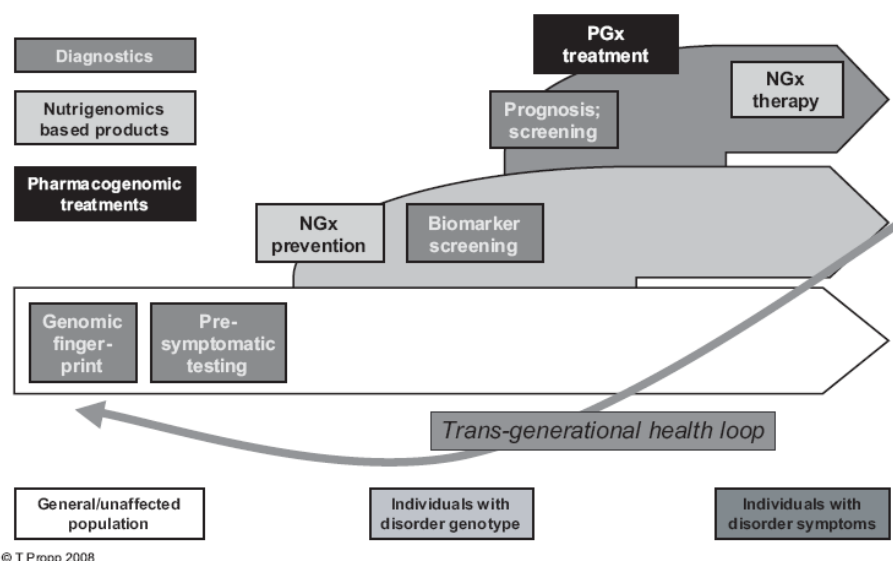 Diagnostics
Nutrigenomics
based products
Pharmacogenomic
treatments
PGx
treatment
Prognosis;
screening
NGx
therapy
NGx
prevention
Biomarker
screening
Genomic
finger-
print
Pre-
symptomatic
testing
Trans-generational health loop
General/unaffected
population
Individuals with
disorder genotype
Individuals with
disorder symptoms
© T Propp 2008